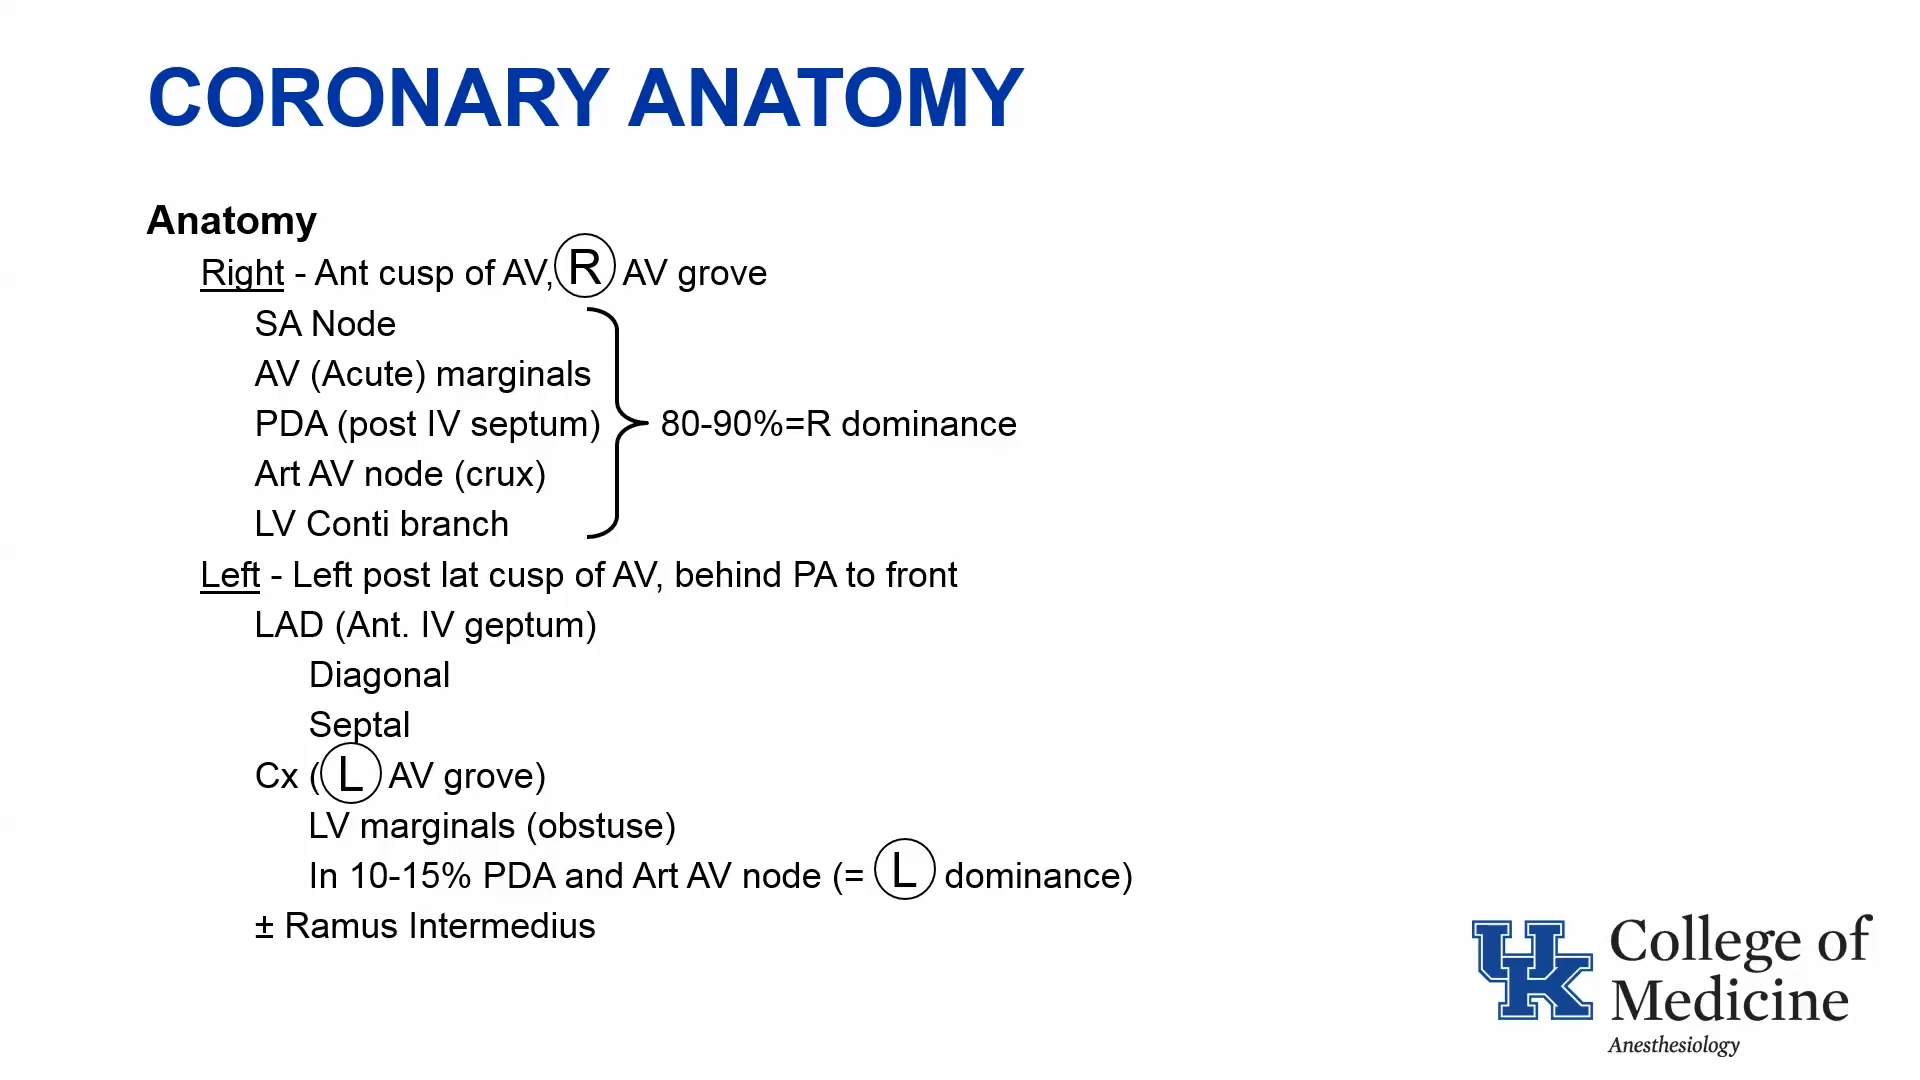 CORONARY ANATOMY
Anatomy
Right - Ant cusp of AV, R AV grove
SA Node
AV (Acute) marginals
PDA (post IV septum)
80-90%=R dominance
Art AV node (crux)
LV Conti branch
Left - Left post lat cusp of AV, behind PA to front
LAD (Ant. IV geptum)
Diagonal
Septal
Cx (L AV grove)
LV marginals (obstuse)
In 10-15% PDA and Art AV node (= L dominance)
± Ramus Intermedius
UK
College of
Medicine
Anesthesiology